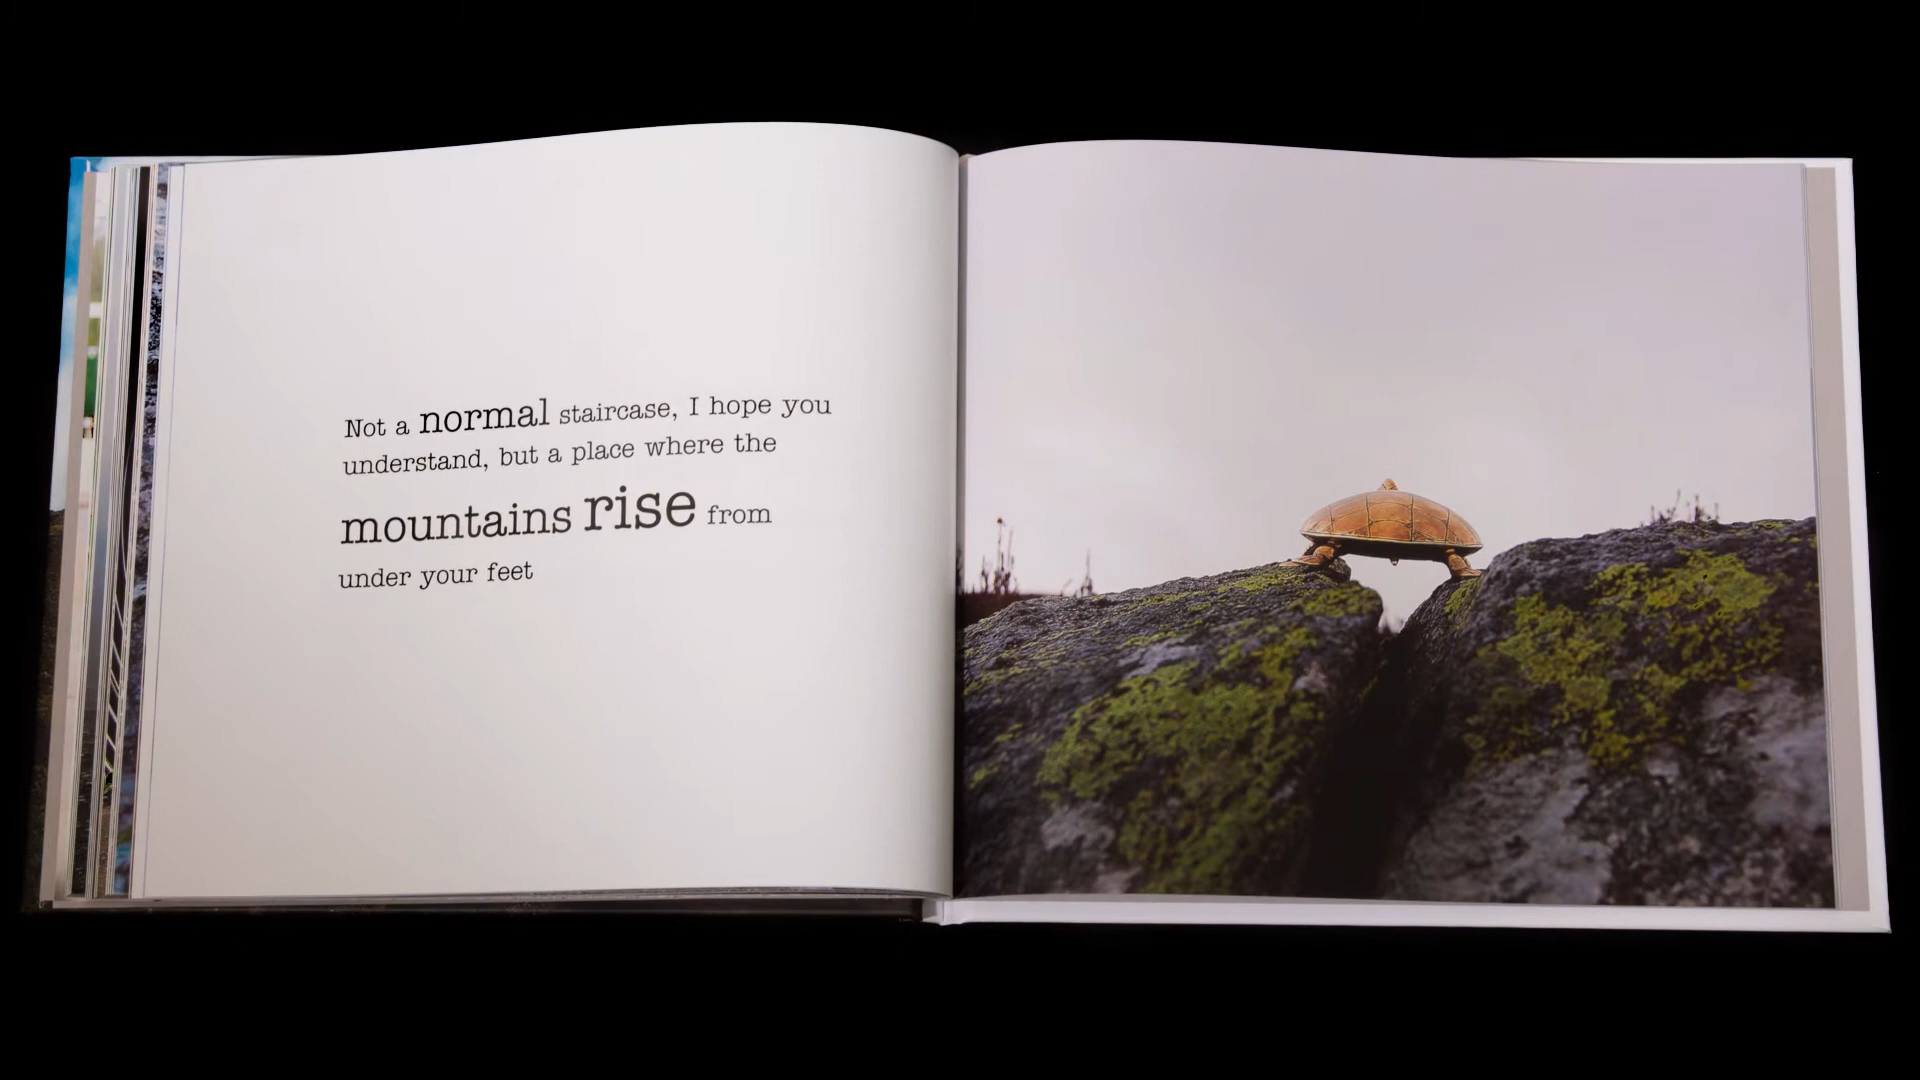 Not a normal staircase, I hope you
understand, but a place where the
mountains rise from
under your feet